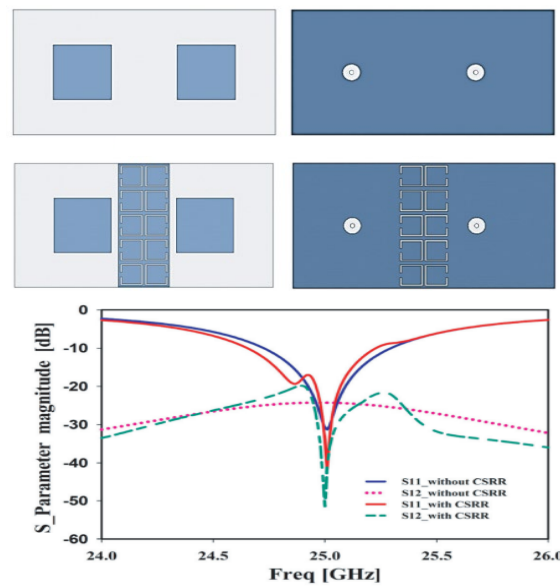 0
-10
-20
-30
-40
-50
-60
S_Parameter magnitude [dB]
S11_without CSRR
S12_without CSRR
S11_with CSRR
S12_with CSRR
24.0 24.5 25.0 25.5 26.0
Freq [GHz]